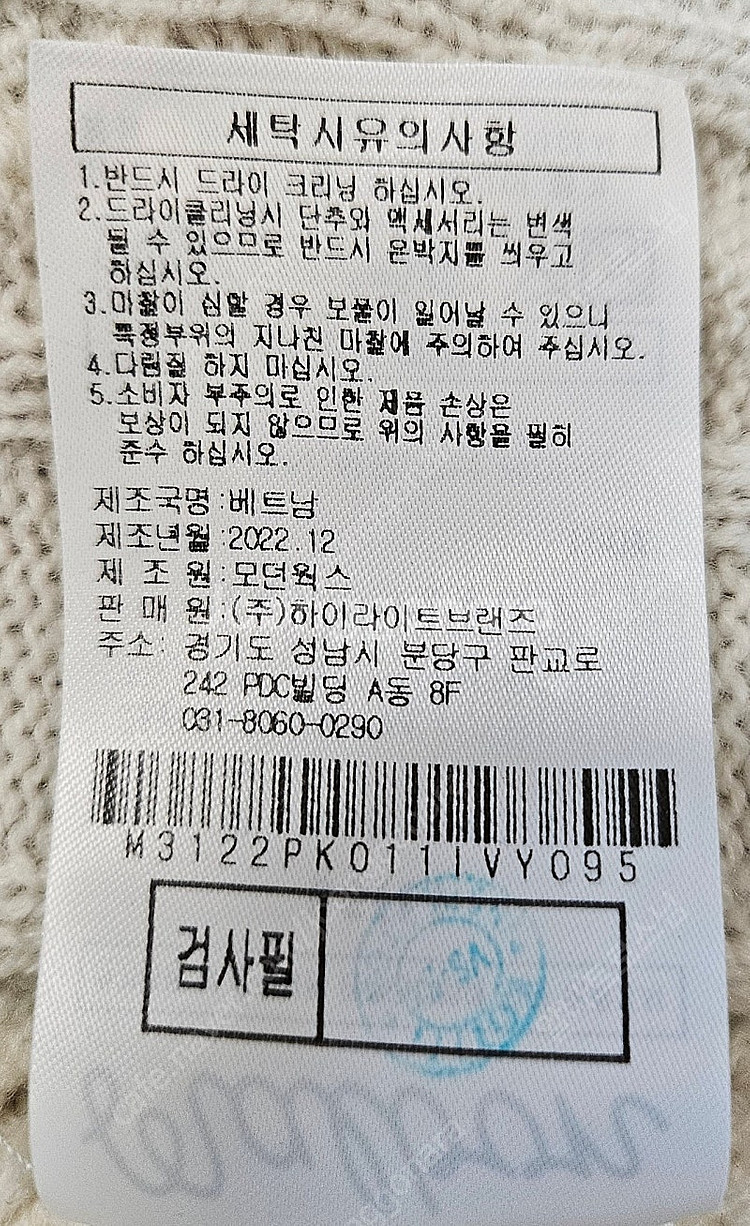 세탁시유의사항
1.반드시 드라이 크리닝 하십시오.
2.드라이클리닝시 단추와 액세서리는 변색
될 수 있으므로 반드시 은박지를 씌우고
하십시오.
3.마찰이 심할 경우 보풀이 일어날 수 있으니
특정부위의 지나친 마찰에 주의하여 주십시오.
4.다림질 하지 마십시오.
5.소비자 부주의로 인한 제품 손상은
보상이 되지 않으므로 위의 사항을 필히
준수 하십시오.
제조국명:베트남
제조년월:2022.12
제 조 원:모던웍스
판 매 원:(주)하이라이트브랜즈
주소: 경기도 성남시 분당구 판교로
242 PDC빌딩 A동 8F
031-8060-0290
M3122PK011IVY095
검사필